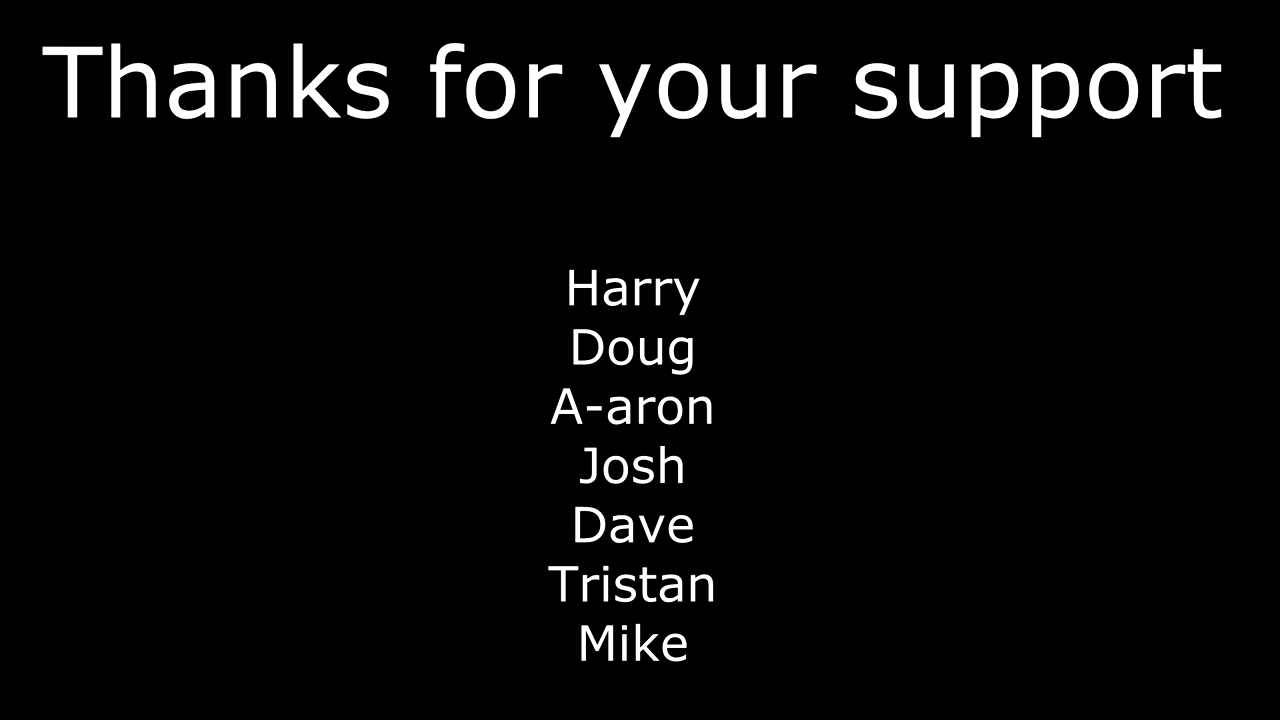 Thanks for your support
Harry
Doug
A-aron
Josh
Dave
Tristan
Mike